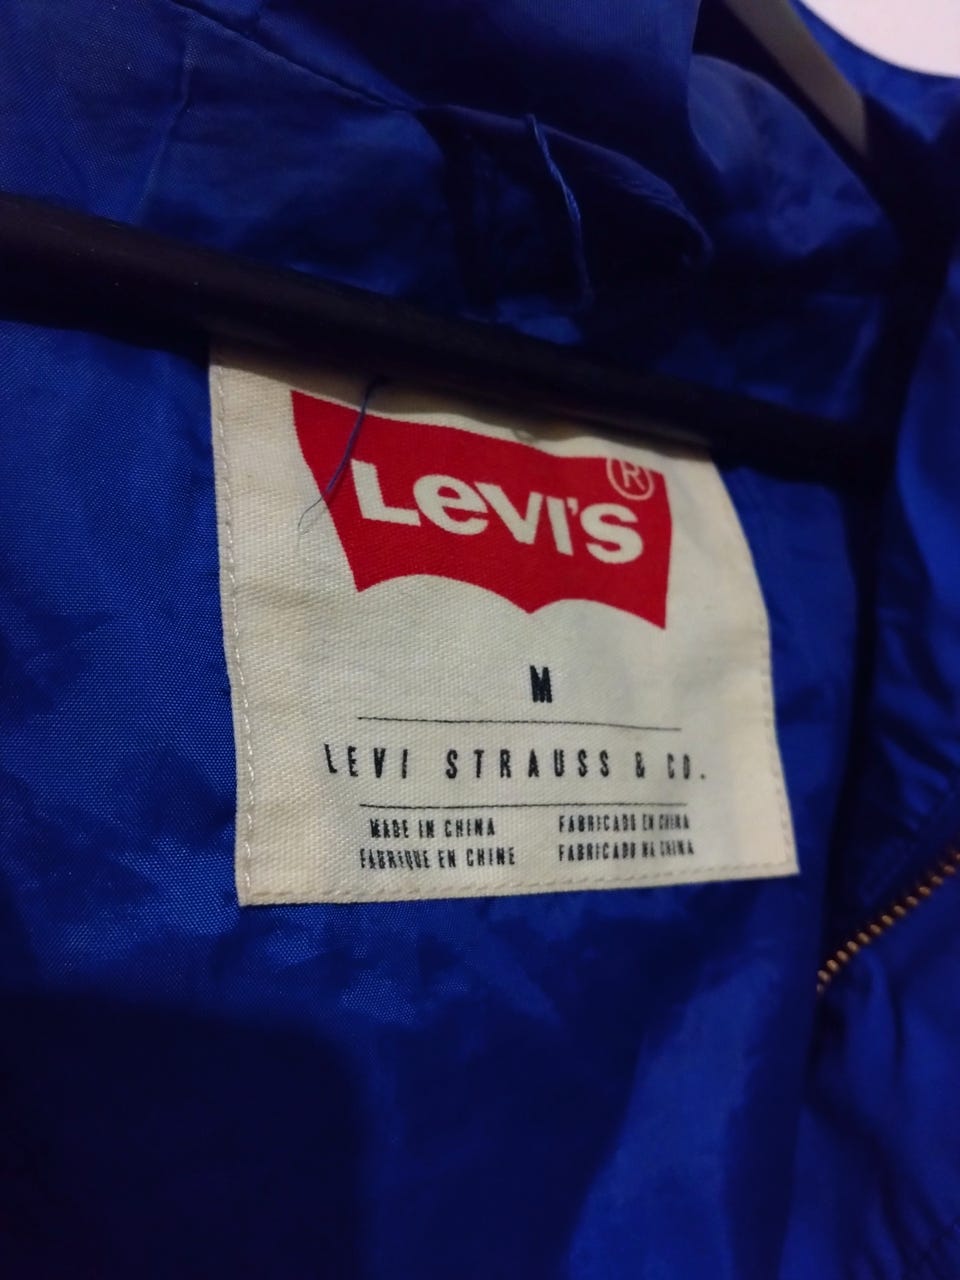 LEVI'S®
M
LEVI STRAUSS & CO.
MADE IN CHINA
FABRIQUE EN CHINE
FABRICADO EN CHINA
FABRICADO NA CHINA